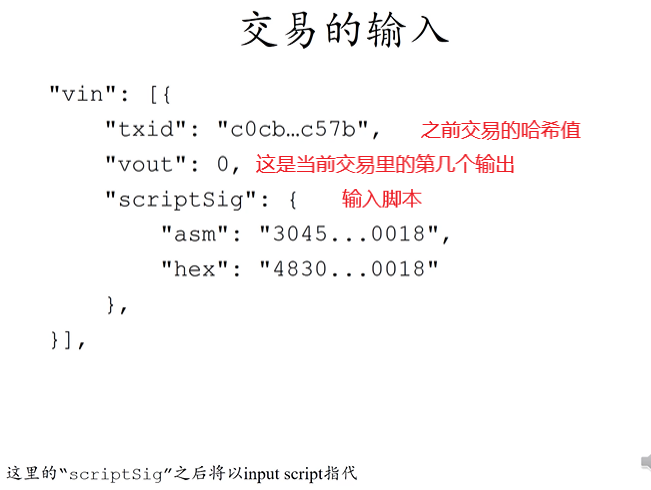 交易的输入
"vin": [{
"txid": "c0cb…c57b", 之前交易的哈希值
"vout": 0, 这是当前交易里的第几个输出
"scriptSig": { 输入脚本
"asm": "3045...0018",
"hex": "4830...0018"
},
}],
这里的“scriptSig”之后将以input script指代